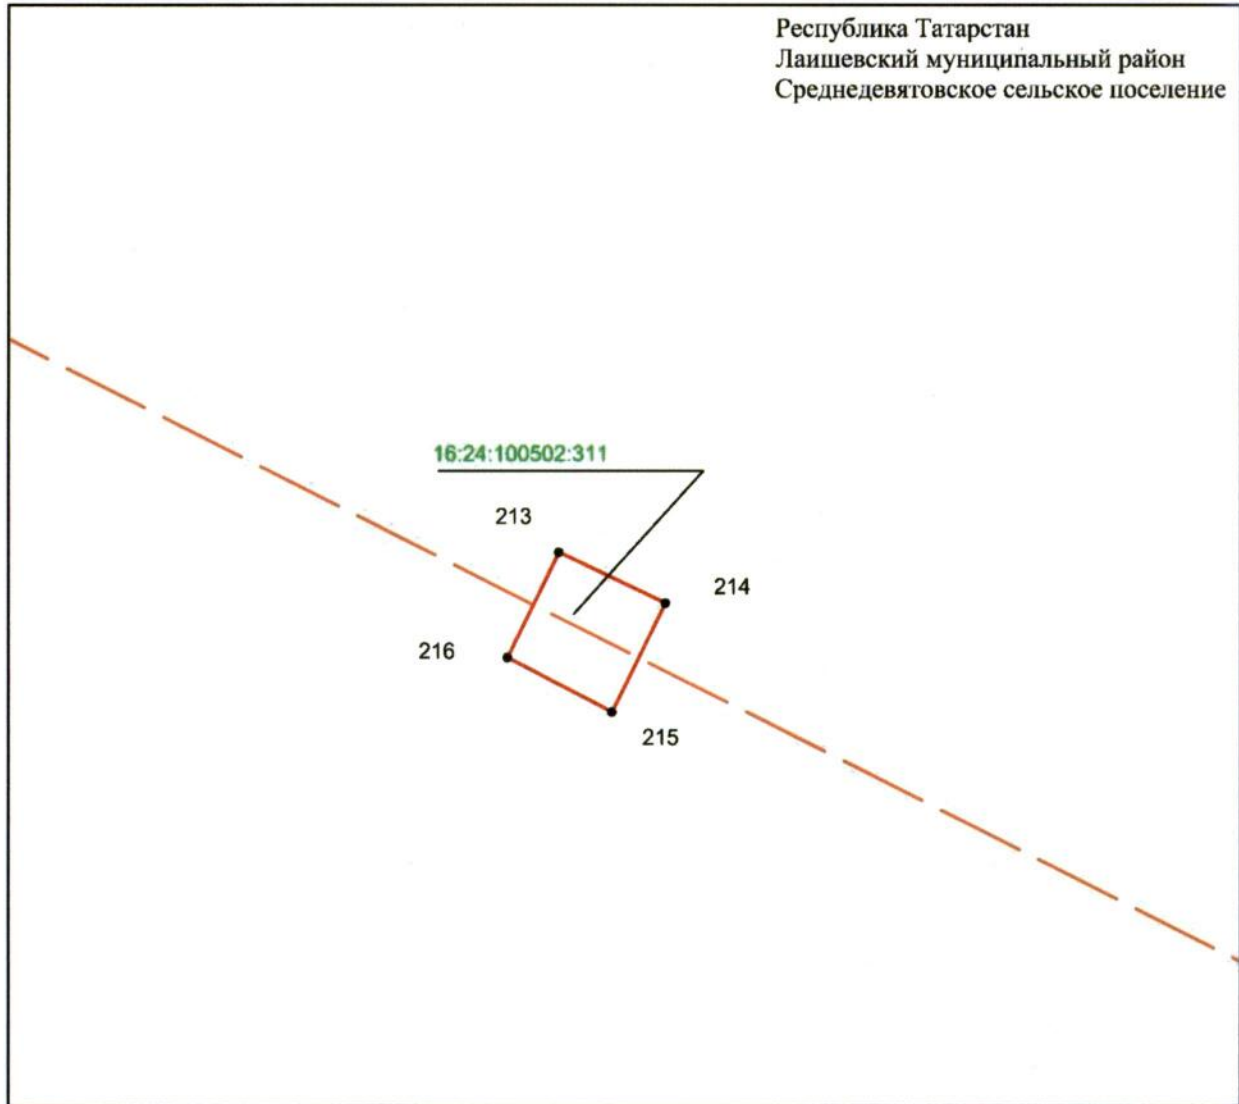 Республика Татарстан
Лаишевский муниципальный район
Среднедевятовское сельское поселение
16:24:100502:311
213
214
216
215